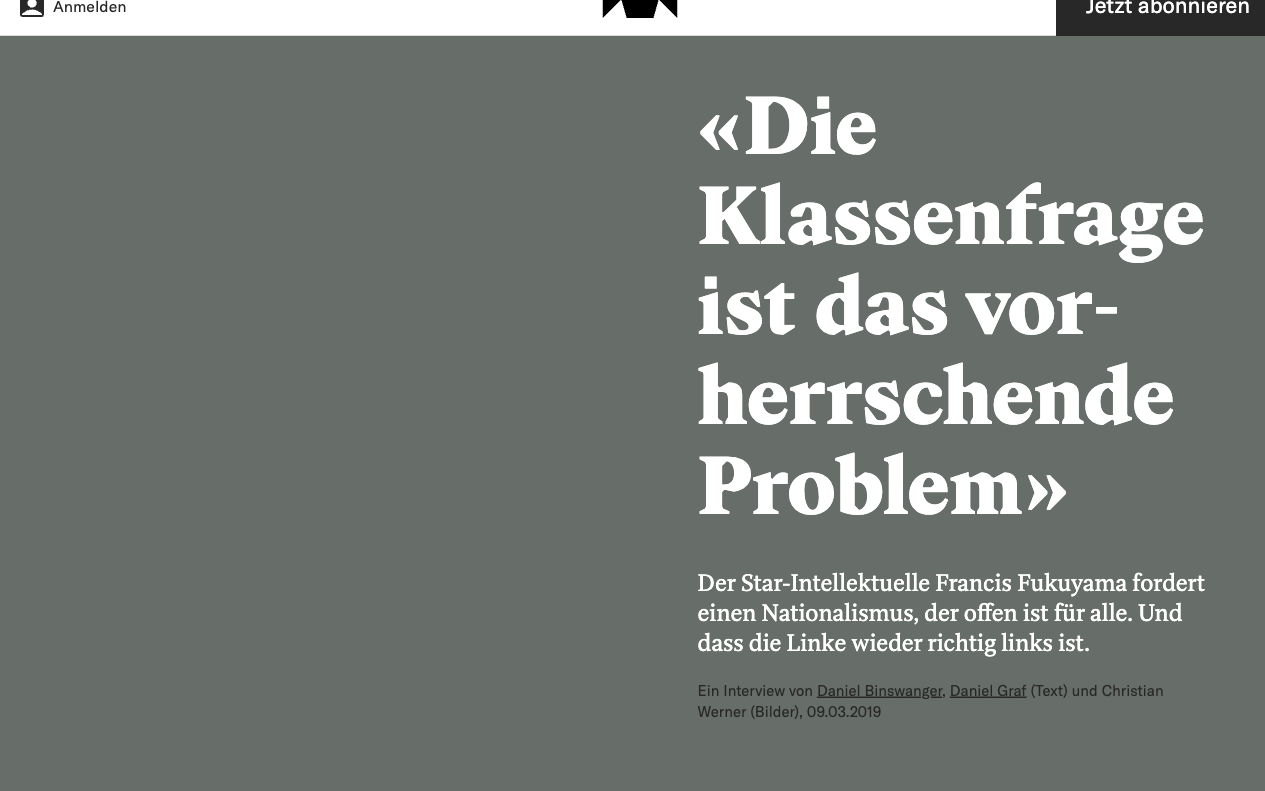 Anmelden
Jetzt abonnieren
«Die
Klassenfrage
ist das vor-
herrschende
Problem»
Der Star-Intellektuelle Francis Fukuyama fordert
einen Nationalismus, der offen ist für alle. Und
dass die Linke wieder richtig links ist.
Ein Interview von Daniel Binswanger, Daniel Graf (Text) und Christian
Werner (Bilder), 09.03.2019